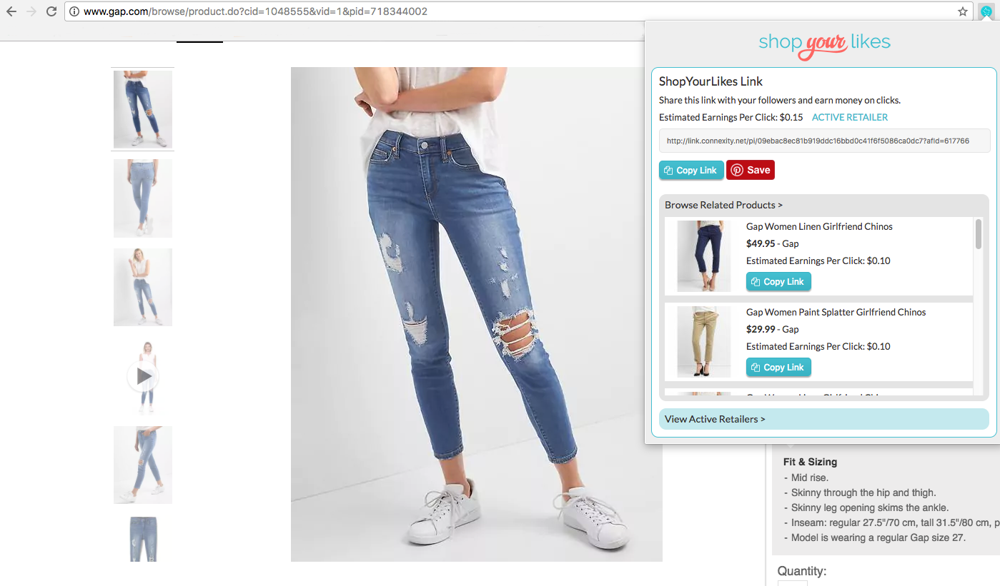 www.gap.com/browse/product.do?cid=1048555&vid=1&pid=718344002
shop your likes
ShopYourLikes Link
Share this link with your followers and earn money on clicks.
Estimated Earnings Per Click: $0.15 ACTIVE RETAILER
http://link.connexity.net/pi/09ebac8ec81b919ddc16bbd0c41f6f5086ca0dc7?afId=617766
Copy Link Save
Browse Related Products >
Gap Women Linen Girlfriend Chinos
$49.95 - Gap
Estimated Earnings Per Click: $0.10
Copy Link
Gap Women Paint Splatter Girlfriend Chinos
$29.99 - Gap
Estimated Earnings Per Click: $0.10
Copy Link
View Active Retailers >
Fit & Sizing
- Mid rise.
- Skinny through the hip and thigh.
- Skinny leg opening skims the ankle.
- Inseam: regular 27.5"/70 cm, tall 31.5"/80 cm, p
- Model is wearing a regular Gap size 27.
Quantity: